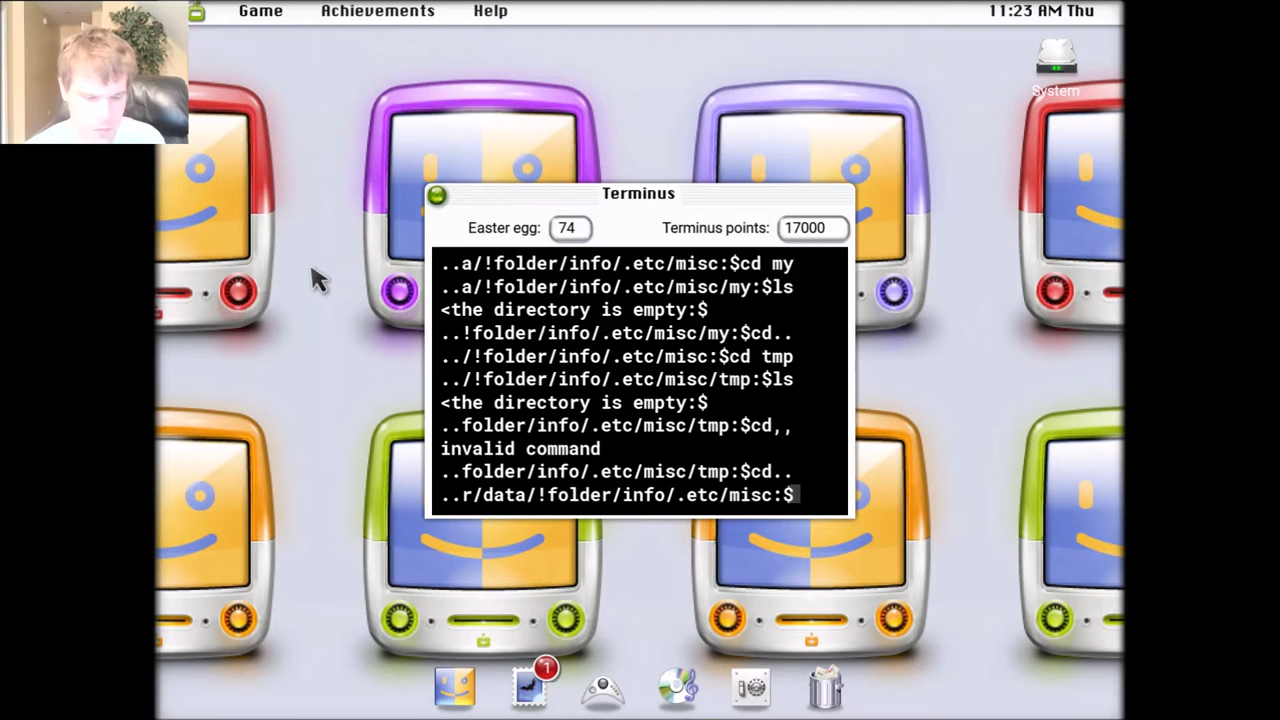 Game Achievements Help 11:23 AM Thu
System
Terminus
Easter egg: 74 Terminus points: 17000
..a/!folder/info/.etc/misc:$cd my
..a/!folder/info/.etc/misc/my:$ls
<the directory is empty:$
..!folder/info/.etc/misc/my:$cd..
../!folder/info/.etc/misc:$cd tmp
../!folder/info/.etc/misc/tmp:$ls
<the directory is empty:$
..folder/info/.etc/misc/tmp:$cd,,
invalid command
..folder/info/.etc/misc/tmp:$cd..
..r/data/!folder/info/.etc/misc:$
1